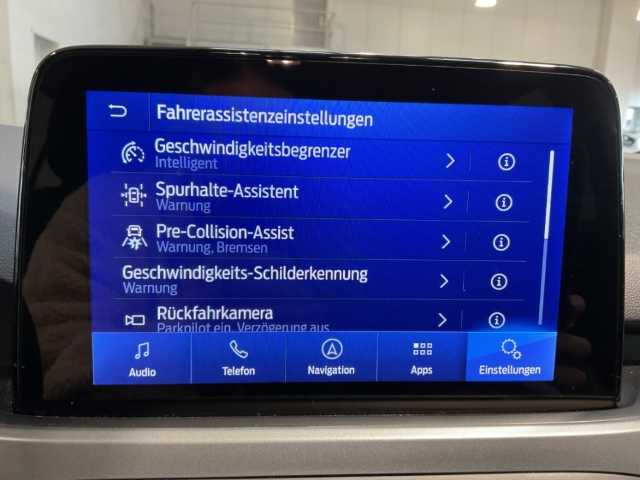 Fahrerassistenzeinstellungen
Geschwindigkeitsbegrenzer
Intelligent
Spurhalte-Assistent
Warnung
Pre-Collision-Assist
Warnung, Bremsen
Geschwindigkeits-Schilderkennung
Warnung
Rückfahrkamera
Parkpilot ein, Verzögerung aus
Audio
Telefon
Navigation
Apps
Einstellungen